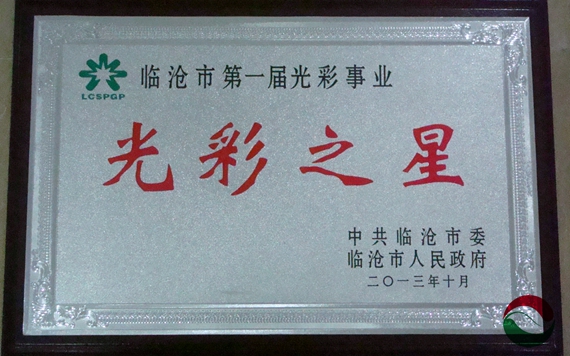 临沧市第一届光彩事业
LCSPGP
光彩之星
中共临沧市委
临沧市人民政府
二〇一三年十月